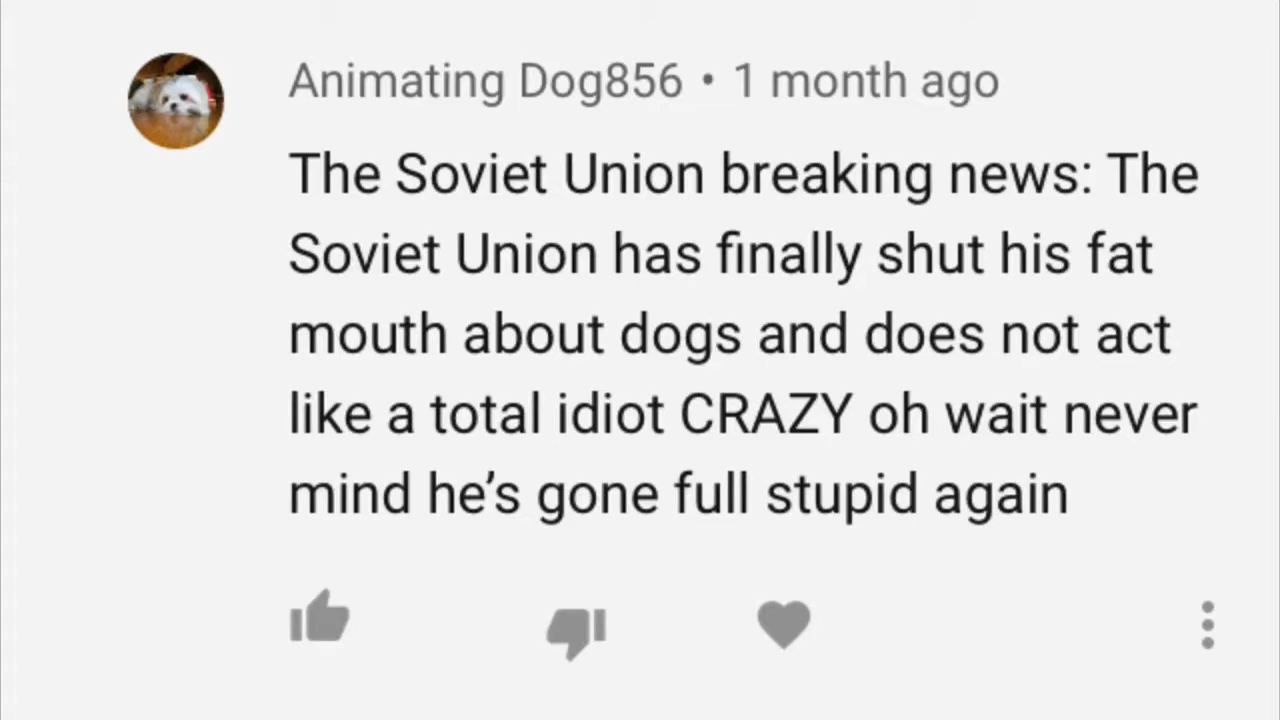 Animating Dog856 • 1 month ago
The Soviet Union breaking news: The
Soviet Union has finally shut his fat
mouth about dogs and does not act
like a total idiot CRAZY oh wait never
mind he’s gone full stupid again